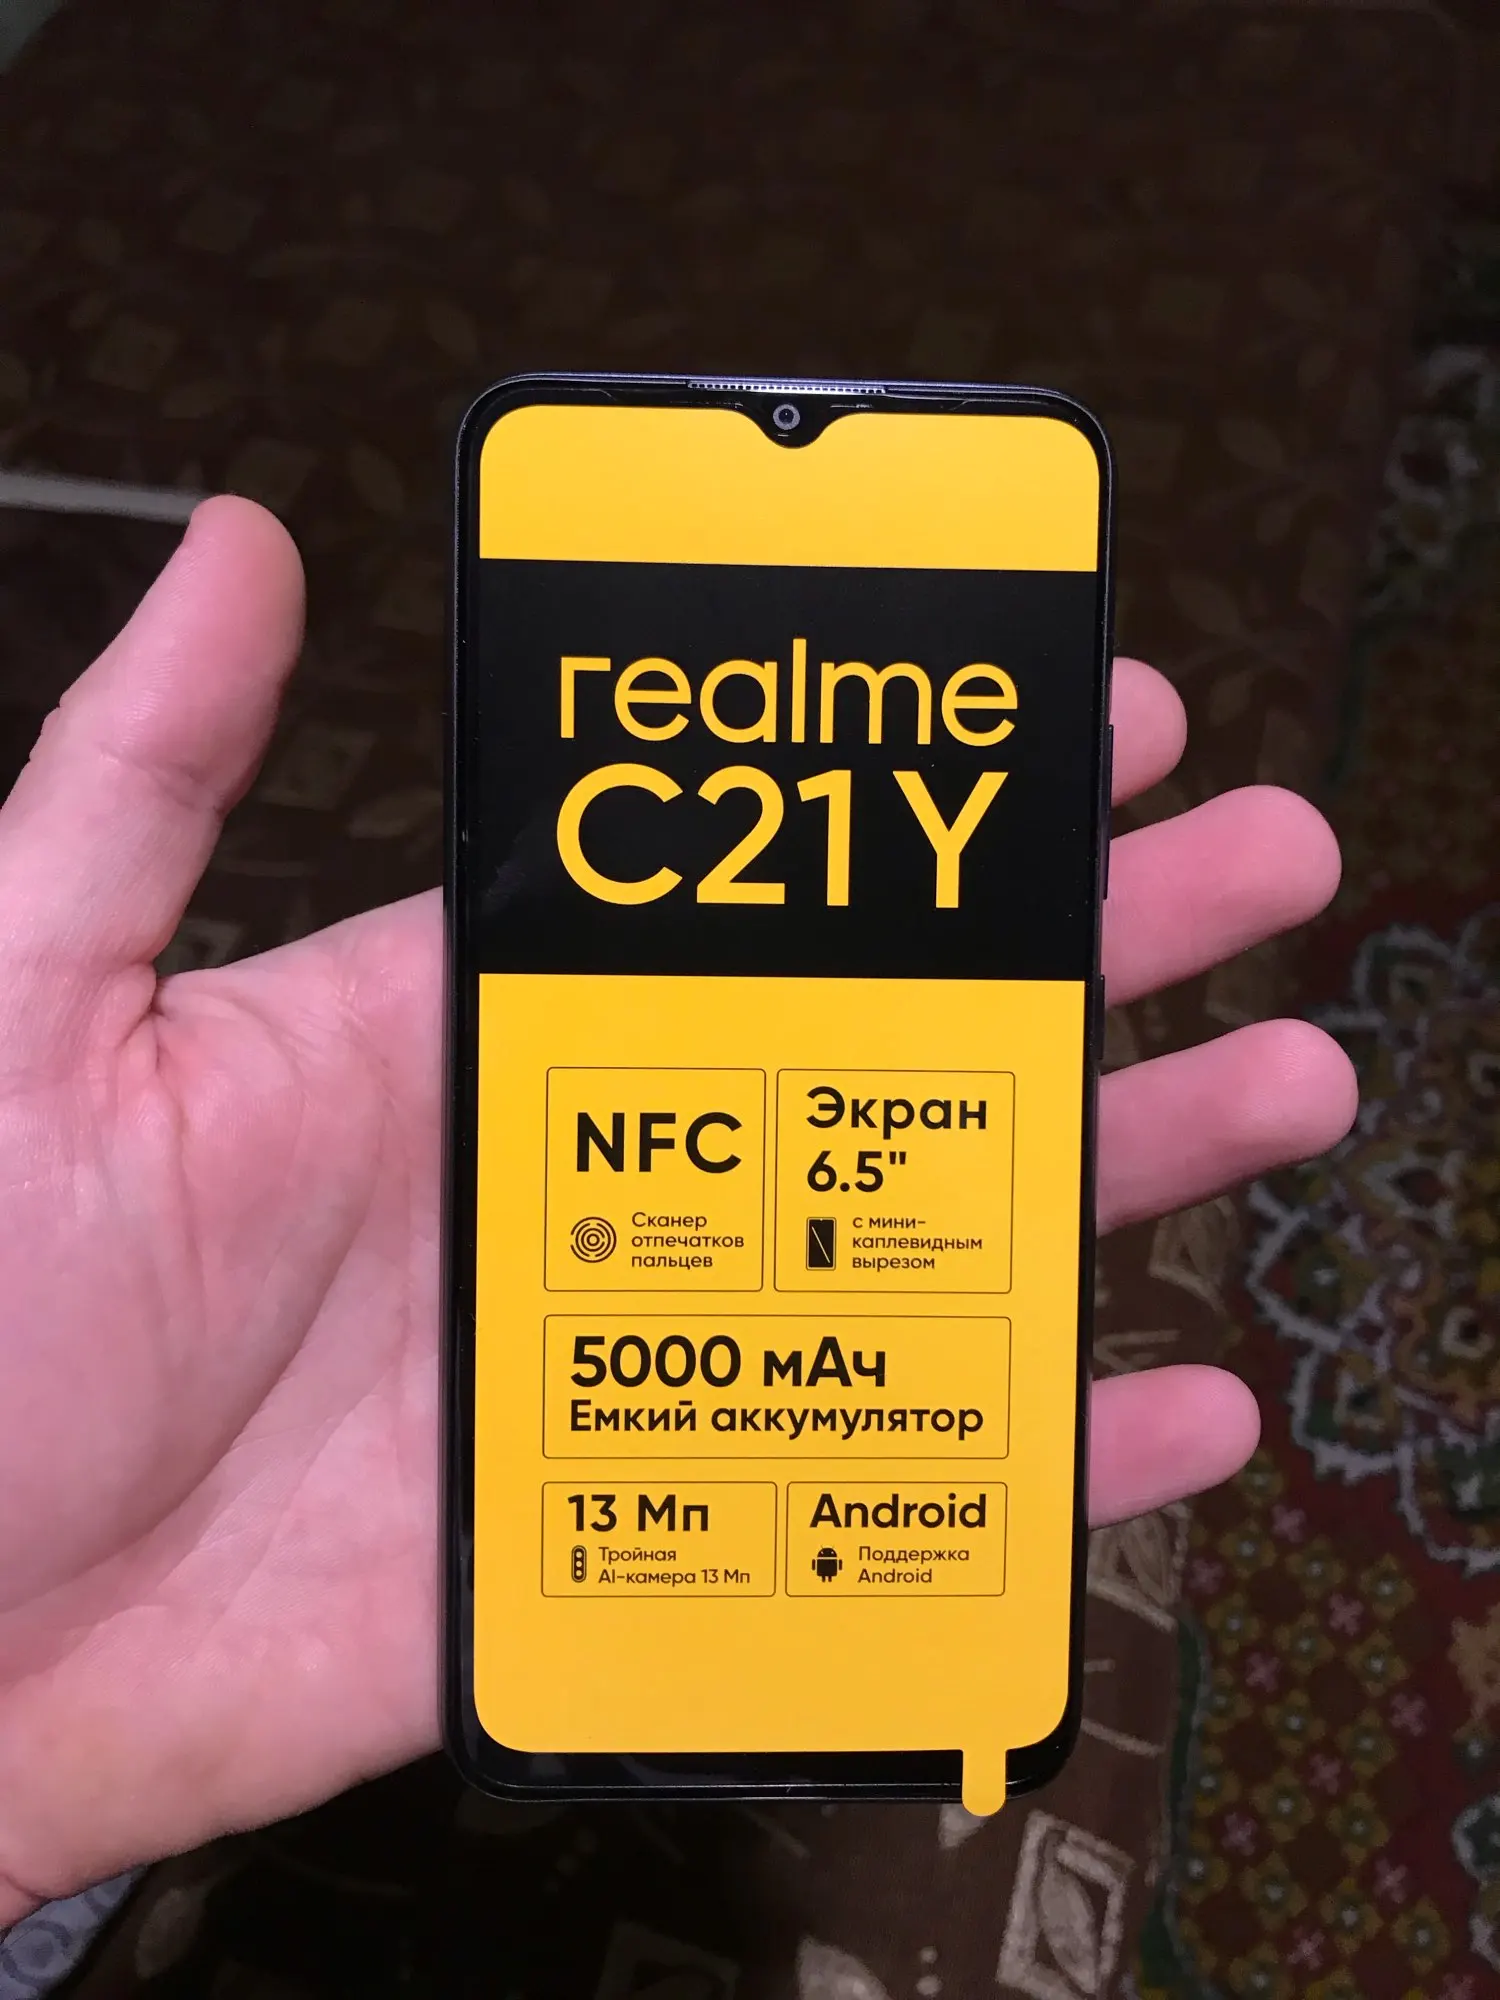 realme
C21Y
NFC
Сканер
отпечатков
пальцев
Экран
6.5"
с мини-
каплевидным
вырезом
5000 мАч
Емкий аккумулятор
13 Мп
Тройная
AI-камера 13 Мп
Android
Поддержка
Android